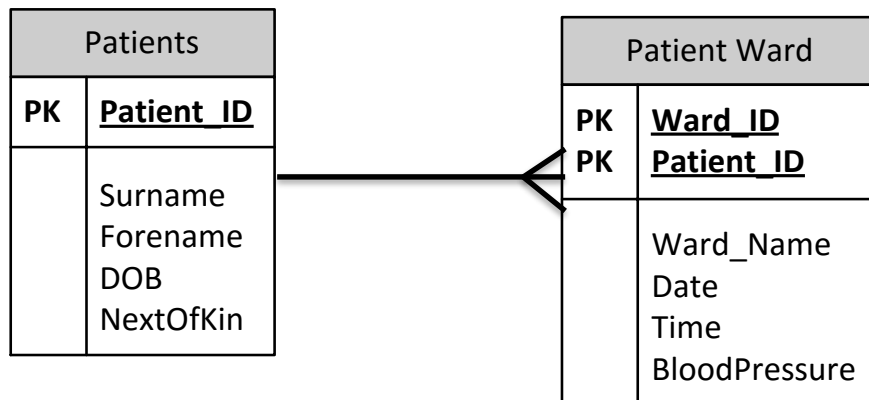 Patients
PK Patient_ID
Surname
Forename
DOB
NextOfKin
Patient Ward
PK Ward_ID
PK Patient_ID
Ward_Name
Date
Time
BloodPressure